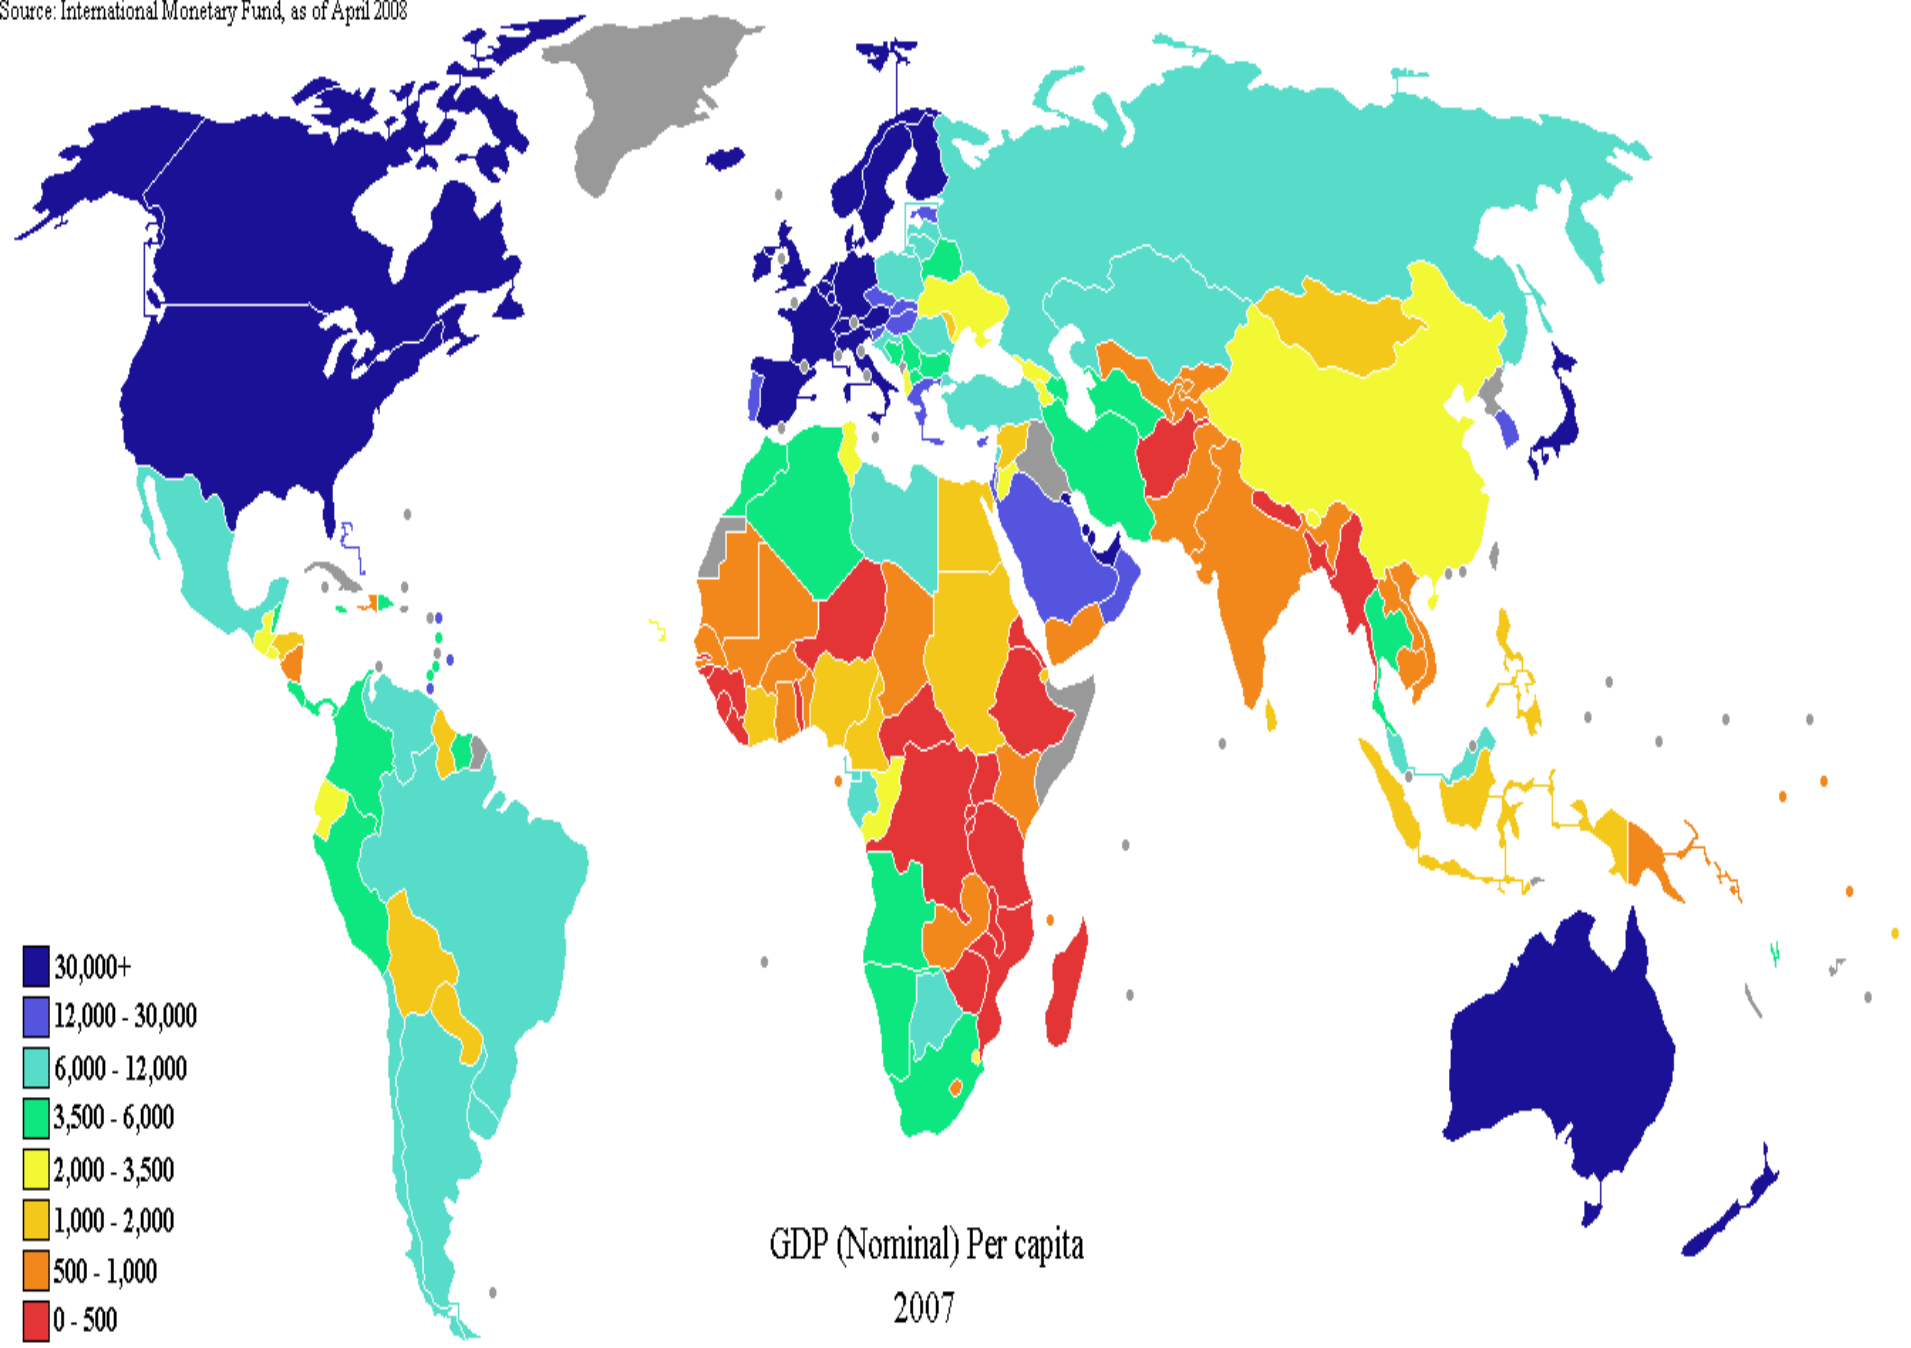 Source: International Monetary Fund, as of April 2008
30,000+
12,000 - 30,000
6,000 - 12,000
3,500 - 6,000
2,000 - 3,500
1,000 - 2,000
500 - 1,000
0 - 500
GDP (Nominal) Per capita
2007